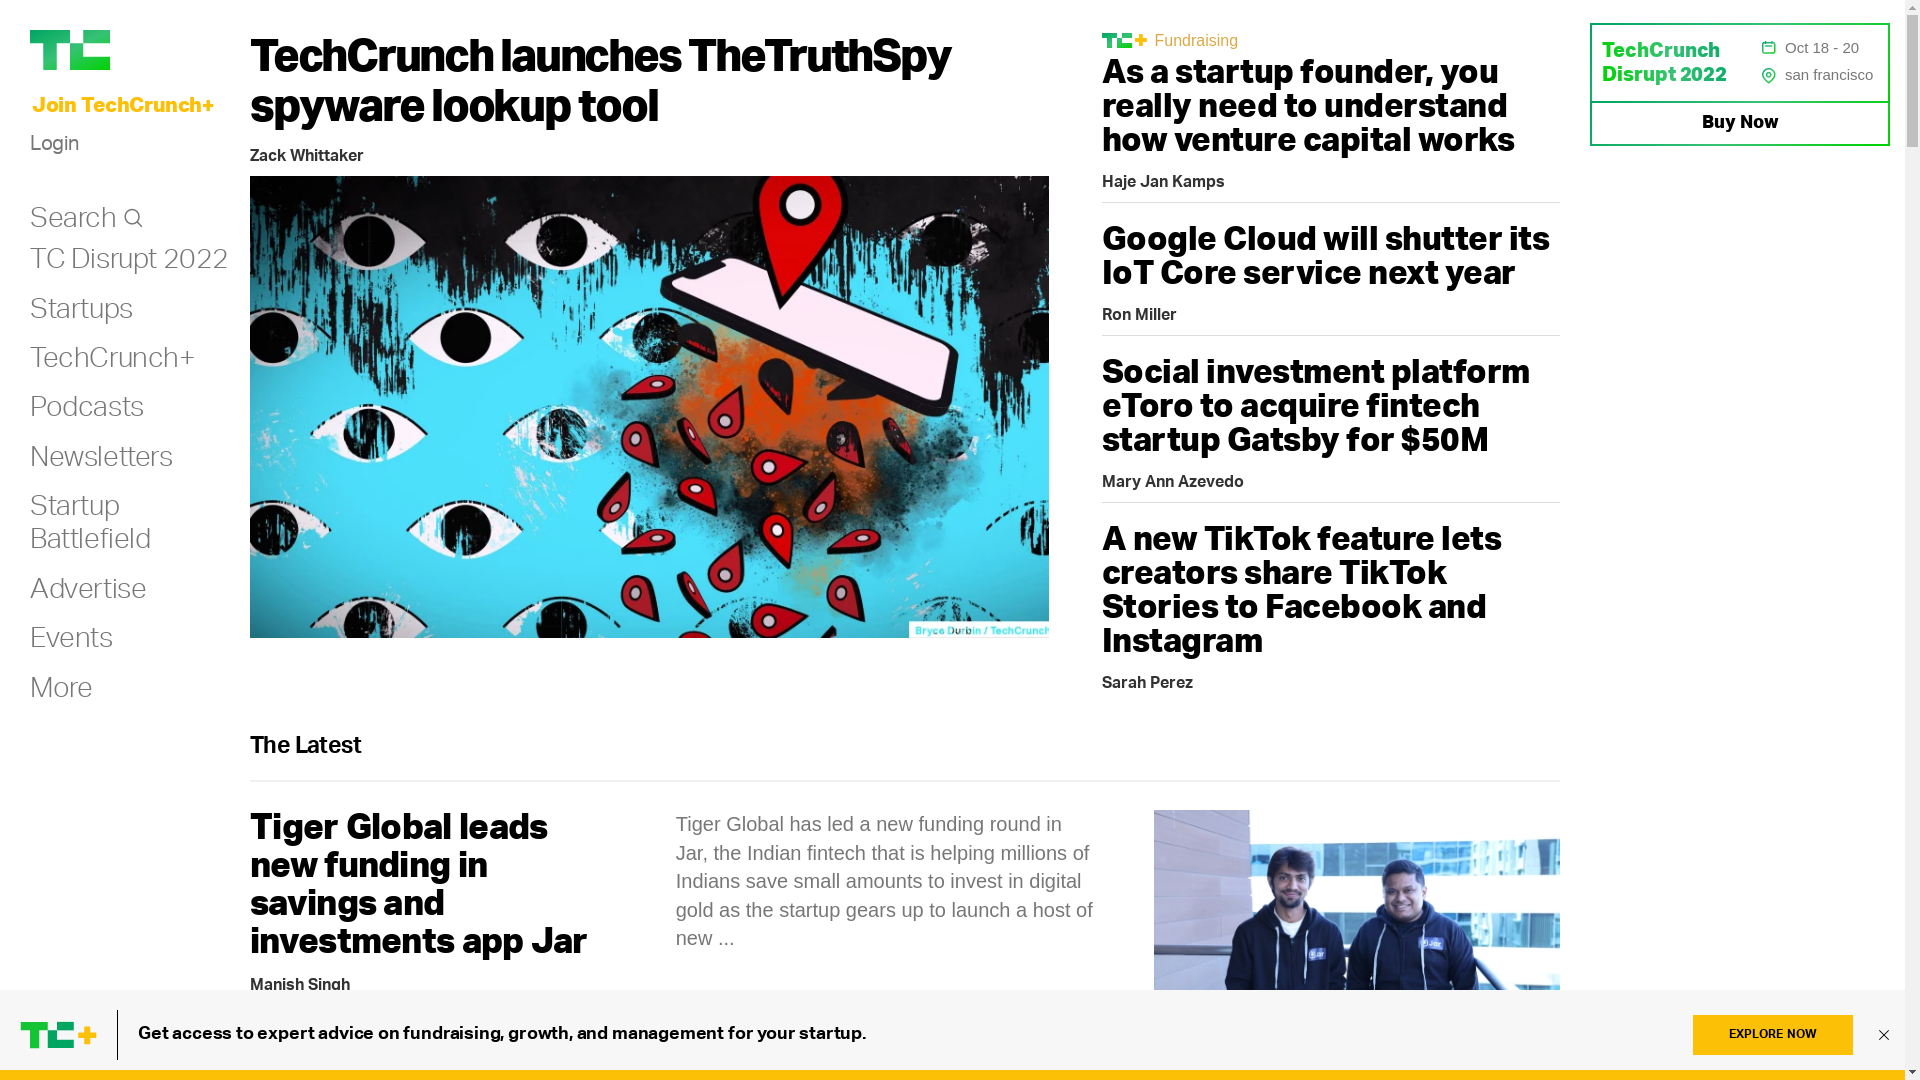 TC
Join TechCrunch+
Login
Search
TC Disrupt 2022
Startups
TechCrunch+
Podcasts
Newsletters
Startup
Battlefield
Advertise
Events
More
TechCrunch launches TheTruthSpy
spyware lookup tool
Zack Whittaker
Bryce Durbin / TechCrunch
TC+ Fundraising
As a startup founder, you
really need to understand
how venture capital works
Haje Jan Kamps
Google Cloud will shutter its
IoT Core service next year
Ron Miller
Social investment platform
eToro to acquire fintech
startup Gatsby for $50M
Mary Ann Azevedo
A new TikTok feature lets
creators share TikTok
Stories to Facebook and
Instagram
Sarah Perez
TechCrunch
Disrupt 2022
Oct 18 - 20
san francisco
Buy Now
The Latest
Tiger Global leads
new funding in
savings and
investments app Jar
Manish Singh
Tiger Global has led a new funding round in
Jar, the Indian fintech that is helping millions of
Indians save small amounts to invest in digital
gold as the startup gears up to launch a host of
new ...
TC+
Get access to expert advice on fundraising, growth, and management for your startup.
EXPLORE NOW